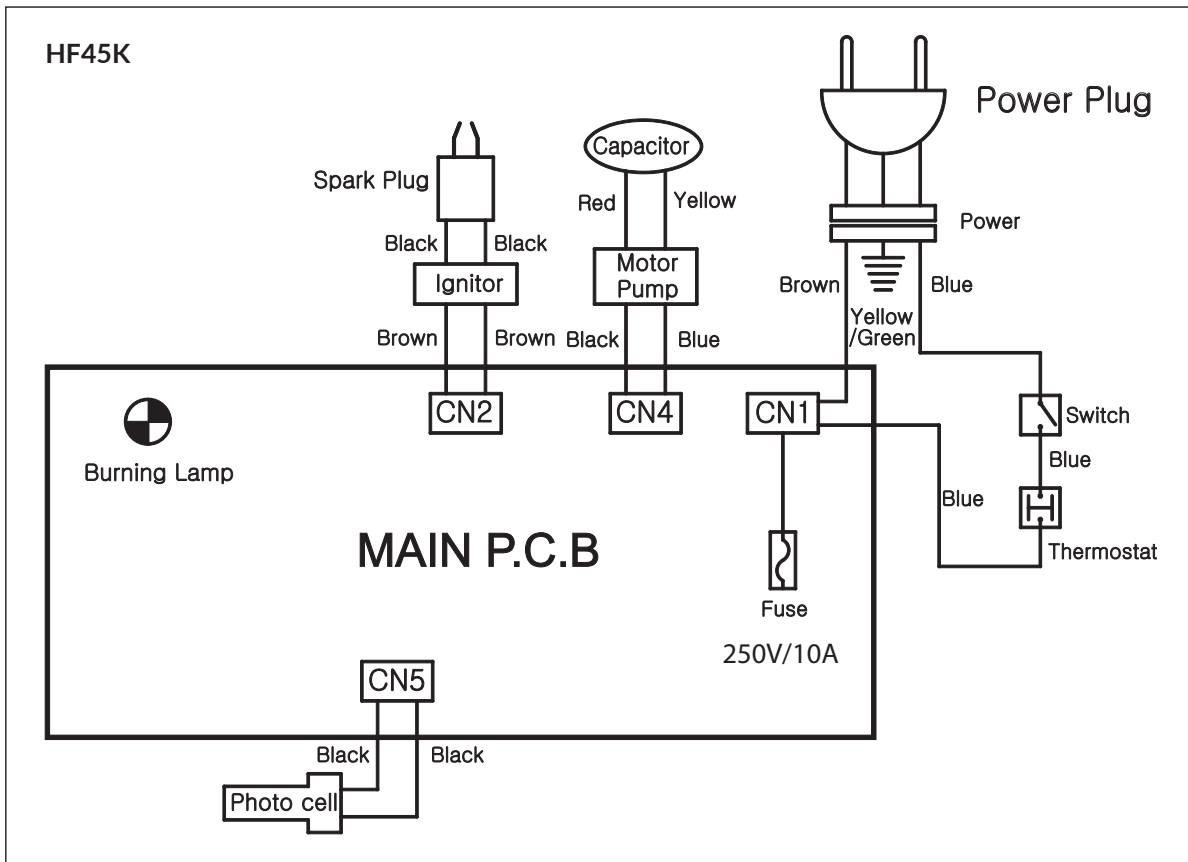 HF45K
Power Plug
Capacitor
Spark Plug
Red
Yellow
Power
Black
Black
Ignitor
Motor
Pump
Brown
Blue
Yellow
/Green
Brown
Brown
Black
Blue
CN2
CN4
CN1
Switch
Burning Lamp
Blue
Blue
MAIN P.C.B
Thermostat
Fuse
250V/10A
CN5
Black
Black
Photo cell